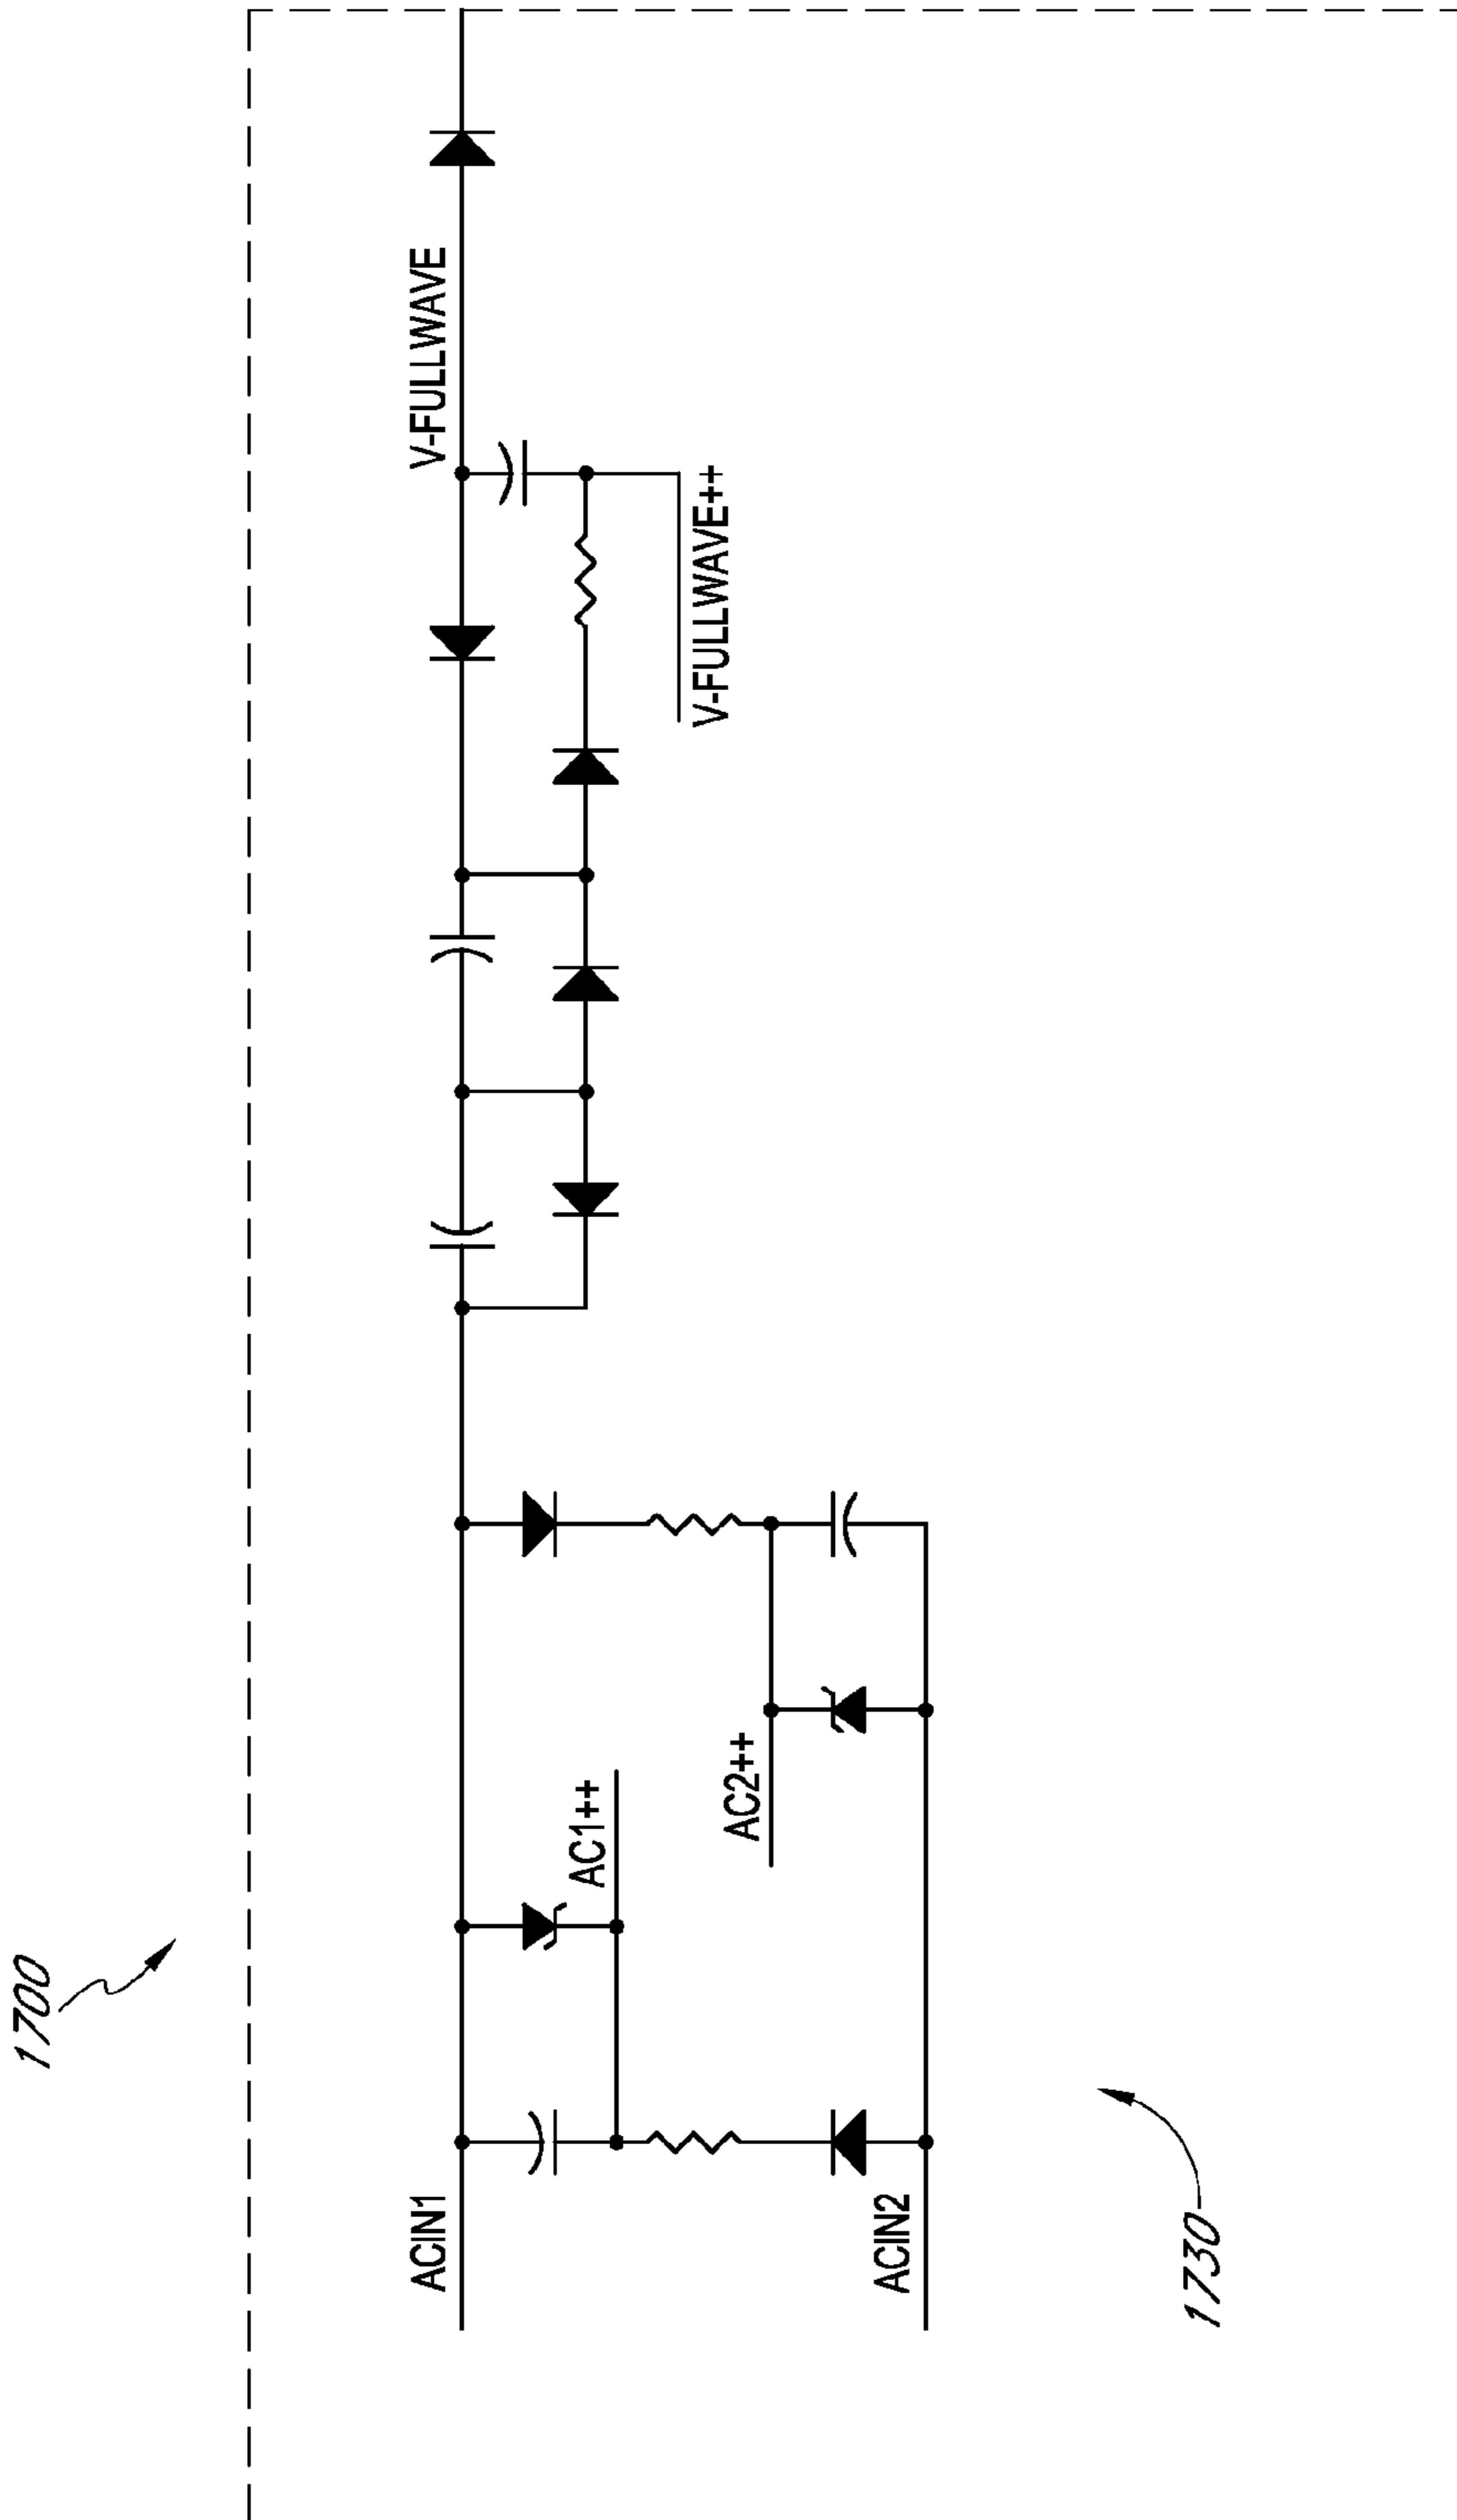 1700
ACIN1
AC1++
V-FULLWAVE
V-FULLWAVE++
AC2++
ACIN2
1730